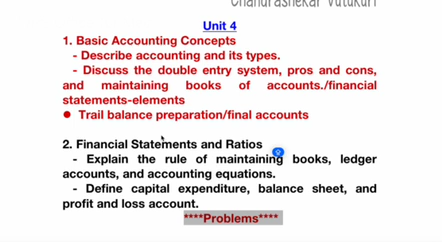 Chandrashekar Vutukuri
Unit 4
1. Basic Accounting Concepts
- Describe accounting and its types.
- Discuss the double entry system, pros and cons,
and maintaining books of accounts./financial
statements-elements
● Trail balance preparation/final accounts
2. Financial Statements and Ratios
- Explain the rule of maintaining books, ledger
accounts, and accounting equations.
- Define capital expenditure, balance sheet, and
profit and loss account.
****Problems****